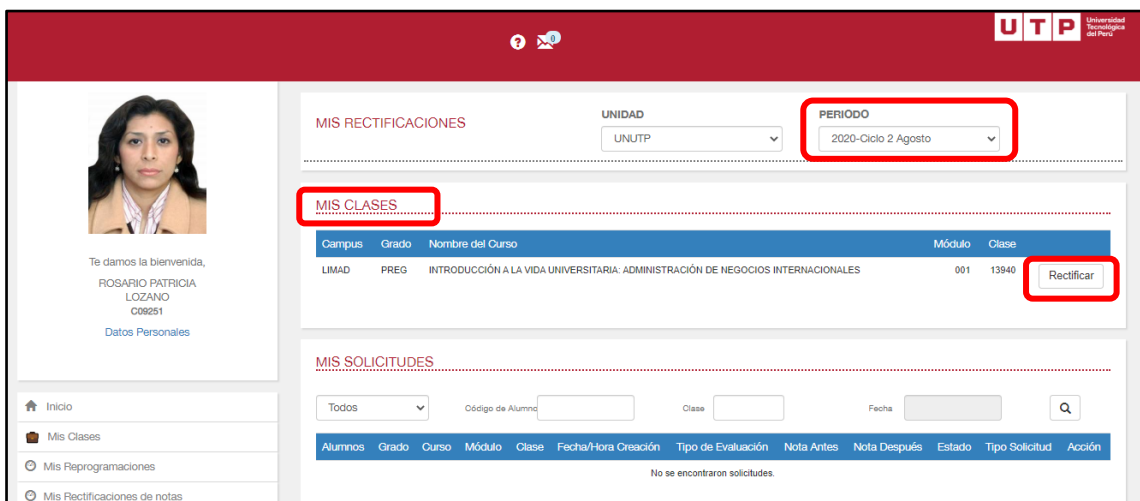 0
UTP Universidad
Tecnológica
del Perú
MIS RECTIFICACIONES
UNIDAD
UNUTP
PERIODO
2020-Ciclo 2 Agosto
Te damos la bienvenida,
ROSARIO PATRICIA
LOZANO
C09251
Datos Personales
Inicio
Mis Clases
Mis Reprogramaciones
Mis Rectificaciones de notas
MIS CLASES
Campus Grado Nombre del Curso Módulo Clase
LIMAD PREG INTRODUCCIÓN A LA VIDA UNIVERSITARIA: ADMINISTRACIÓN DE NEGOCIOS INTERNACIONALES 001 13940 Rectificar
MIS SOLICITUDES
Todos Código de Alumno Clase Fecha
Alumnos Grado Curso Módulo Clase Fecha/Hora Creación Tipo de Evaluación Nota Antes Nota Después Estado Tipo Solicitud Acción
No se encontraron solicitudes.